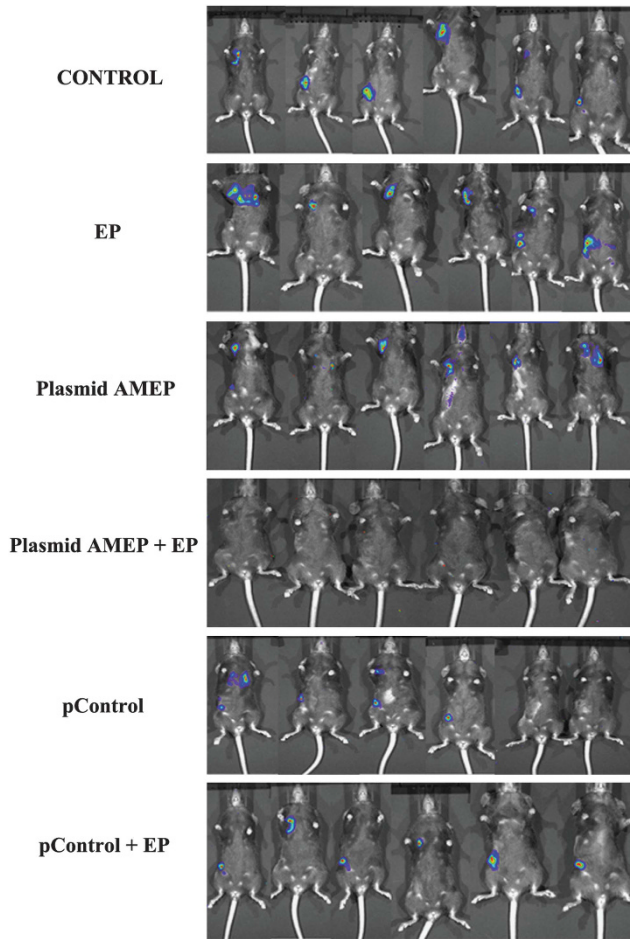 CONTROL
EP
Plasmid AMEP
Plasmid AMEP + EP
pControl
pControl + EP